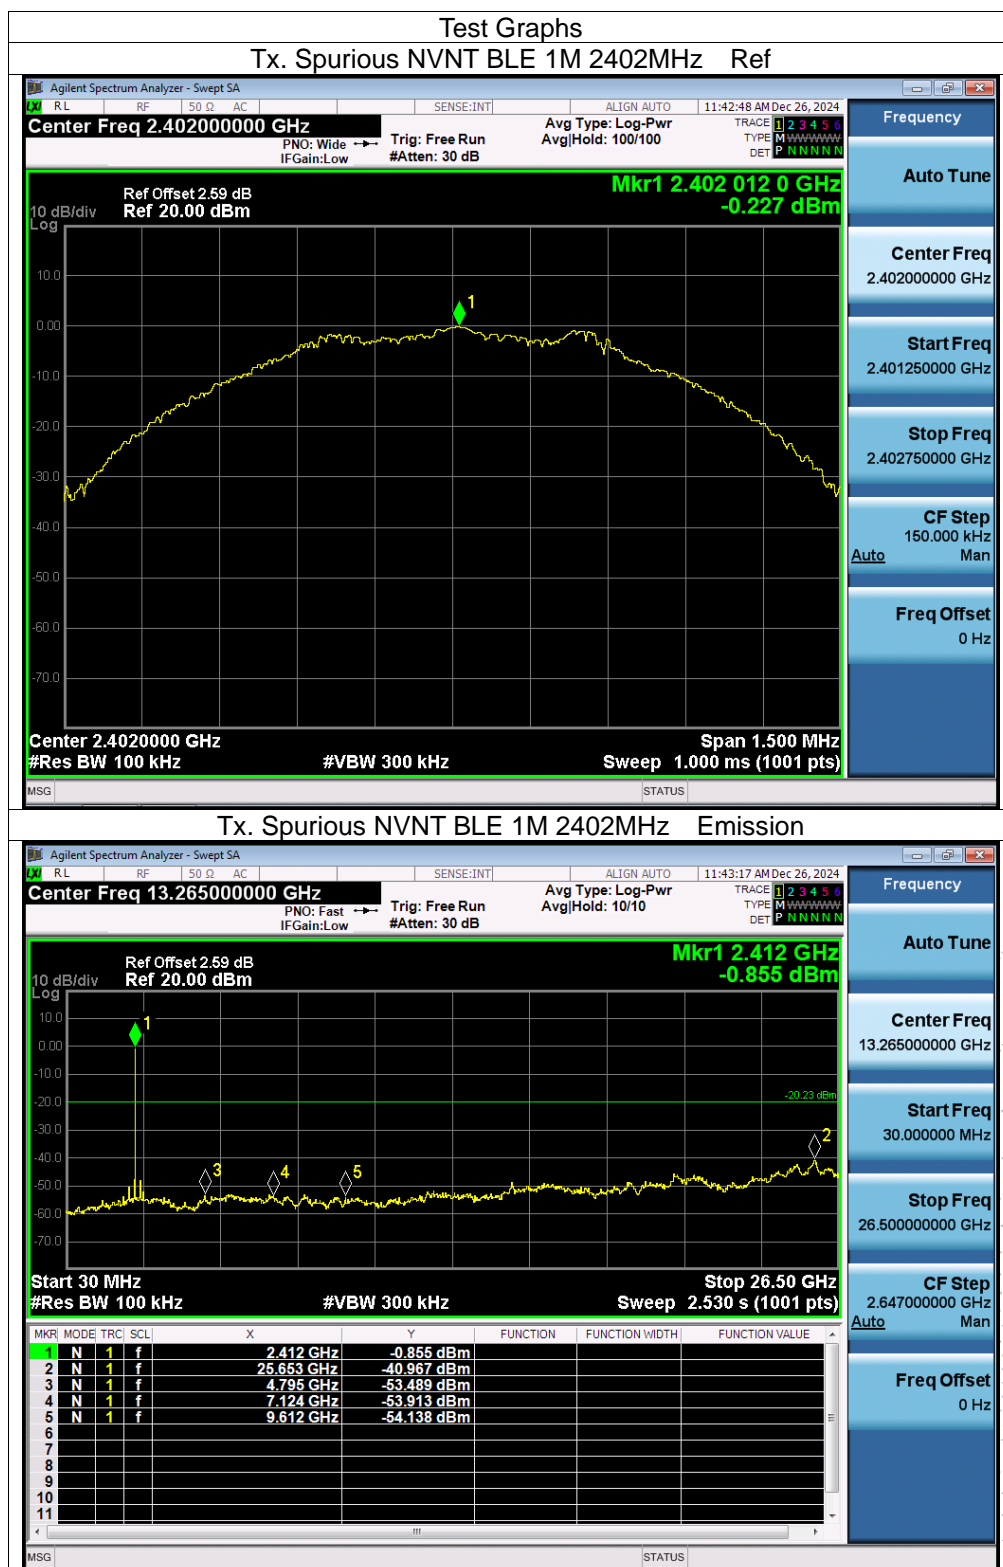 Test Graphs
Tx. Spurious NVNT BLE 1M 2402MHz Ref
Agilent Spectrum Analyzer - Swept SA
LXI RL RF 50 Ω AC SENSE:INT ALIGN AUTO 11:42:48 AM Dec 26, 2024
Center Freq 2.402000000 GHz
PNO: Wide
IFGain:Low
Trig: Free Run
#Atten: 30 dB
Avg Type: Log-Pwr
Avg|Hold: 100/100
TRACE 1 2 3 4 5 6
TYPE M W W W W W
DET P N N N N N
Frequency
Auto Tune
Center Freq
2.402000000 GHz
Start Freq
2.401250000 GHz
Stop Freq
2.402750000 GHz
CF Step
150.000 kHz
Auto Man
Freq Offset
0 Hz
Mkr1 2.402 012 0 GHz
-0.227 dBm
Ref Offset 2.59 dB
10 dB/div Ref 20.00 dBm
Log
10.0
0.00
-10.0
-20.0
-30.0
-40.0
-50.0
-60.0
-70.0
1
Center 2.4020000 GHz Span 1.500 MHz
#Res BW 100 kHz #VBW 300 kHz Sweep 1.000 ms (1001 pts)
MSG STATUS
Tx. Spurious NVNT BLE 1M 2402MHz Emission
Agilent Spectrum Analyzer - Swept SA
LXI RL RF 50 Ω AC SENSE:INT ALIGN AUTO 11:43:17 AM Dec 26, 2024
Center Freq 13.265000000 GHz
PNO: Fast
IFGain:Low
Trig: Free Run
#Atten: 30 dB
Avg Type: Log-Pwr
Avg|Hold: 10/10
TRACE 1 2 3 4 5 6
TYPE M W W W W W
DET P N N N N N
Frequency
Auto Tune
Center Freq
13.265000000 GHz
Start Freq
30.000000 MHz
Stop Freq
26.500000000 GHz
CF Step
2.647000000 GHz
Auto Man
Freq Offset
0 Hz
Mkr1 2.412 GHz
-0.855 dBm
Ref Offset 2.59 dB
10 dB/div Ref 20.00 dBm
Log
10.0
0.00
-10.0
-20.0
-30.0
-40.0
-50.0
-60.0
-70.0
1
-20.23 dBm
2
3
4
5
Start 30 MHz Stop 26.50 GHz
#Res BW 100 kHz #VBW 300 kHz Sweep 2.530 s (1001 pts)
MKR MODE TRC SCL X Y FUNCTION FUNCTION WIDTH FUNCTION VALUE
1 N 1 f 2.412 GHz -0.855 dBm
2 N 1 f 25.653 GHz -40.967 dBm
3 N 1 f 4.795 GHz -53.489 dBm
4 N 1 f 7.124 GHz -53.913 dBm
5 N 1 f 9.612 GHz -54.138 dBm
6
7
8
9
10
11
MSG STATUS